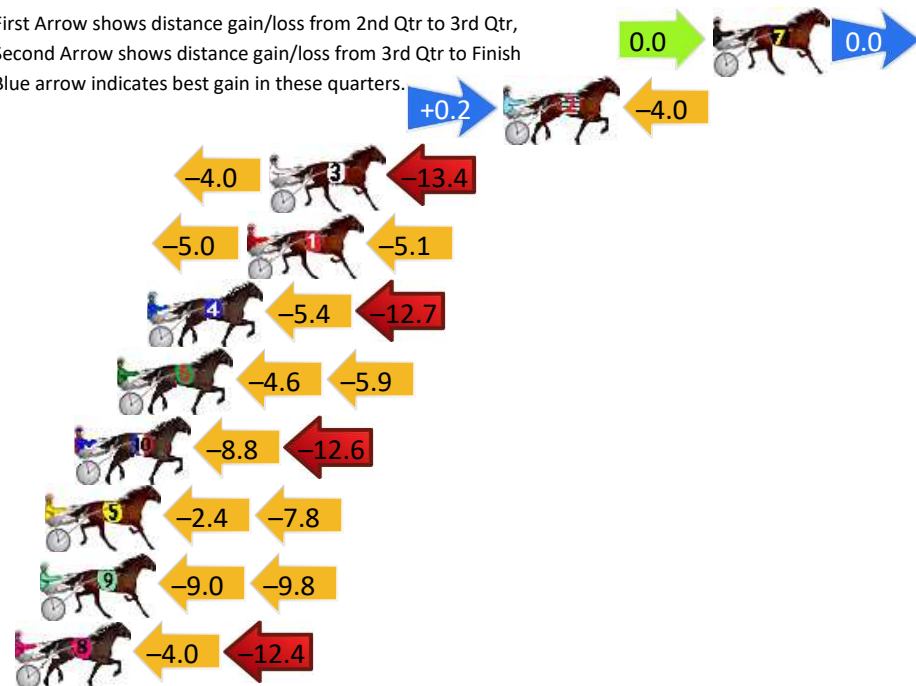 First Arrow shows distance gain/loss from 2nd Qtr to 3rd Qtr,
Second Arrow shows distance gain/loss from 3rd Qtr to Finish
Blue arrow indicates best gain in these quarters.
0.0 7 0.0
+0.2 2 –4.0
–4.0 3 –13.4
–5.0 1 –5.1
4 –5.4 –12.7
6 –4.6 –5.9
10 –8.8 –12.6
5 –2.4 –7.8
9 –9.0 –9.8
8 –4.0 –12.4